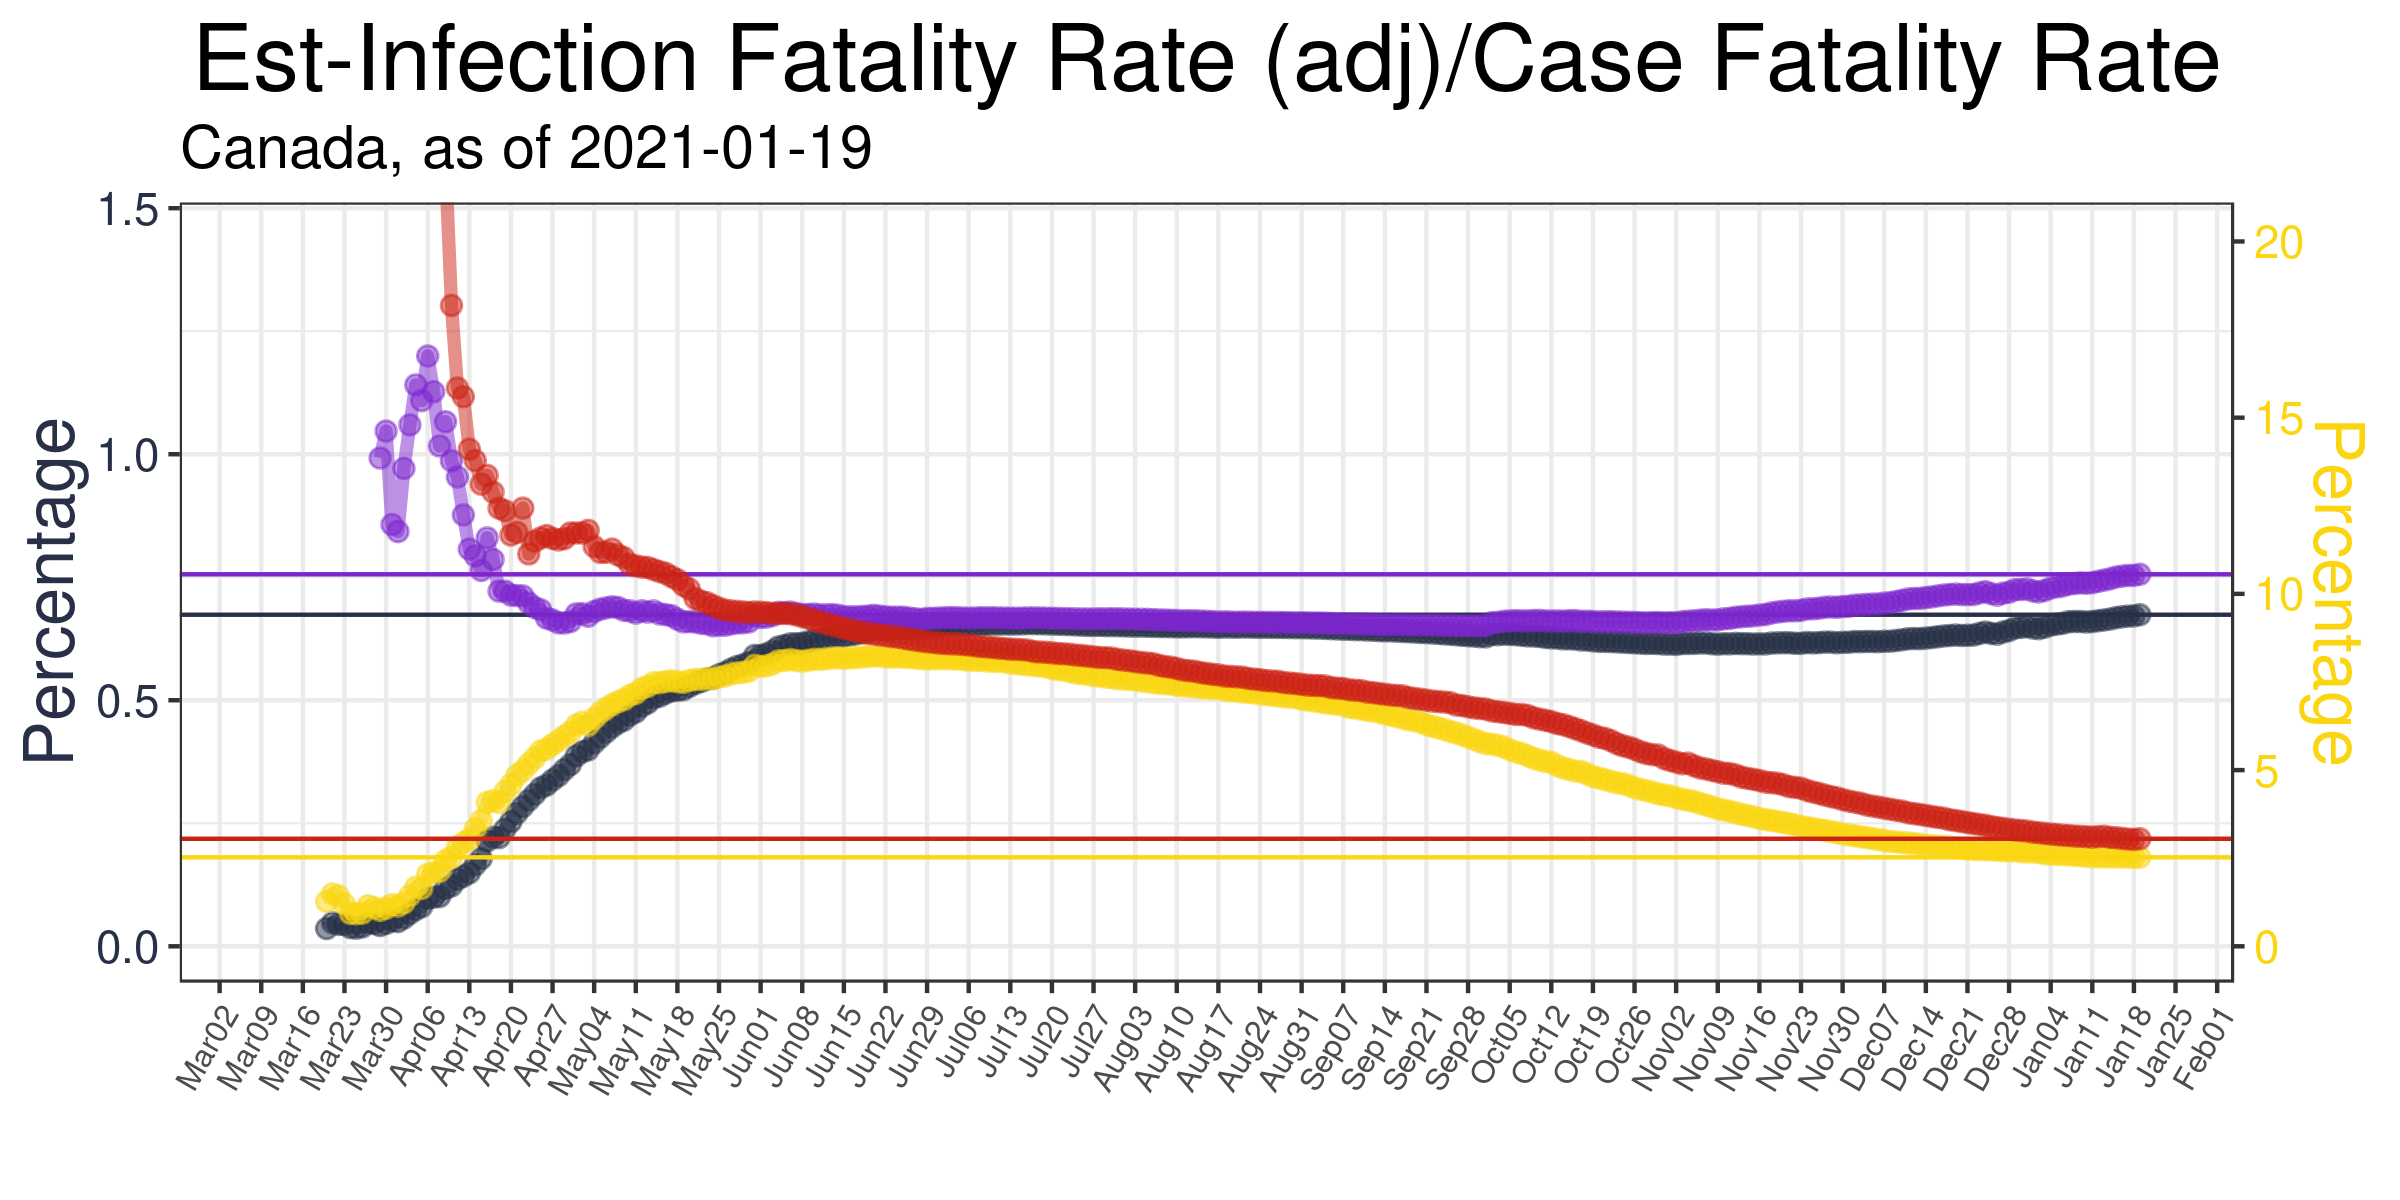 Est-Infection Fatality Rate (adj)/Case Fatality Rate
Canada, as of 2021-01-19
Percentage
1.5
1.0
0.5
0.0
20
15
10
5
0
Percentage
Mar02
Mar09
Mar16
Mar23
Mar30
Apr06
Apr13
Apr20
Apr27
May04
May11
May18
May25
Jun01
Jun08
Jun15
Jun22
Jun29
Jul06
Jul13
Jul20
Jul27
Aug03
Aug10
Aug17
Aug24
Aug31
Sep07
Sep14
Sep21
Sep28
Oct05
Oct12
Oct19
Oct26
Nov02
Nov09
Nov16
Nov23
Nov30
Dec07
Dec14
Dec21
Dec28
Jan04
Jan11
Jan18
Jan25
Feb01